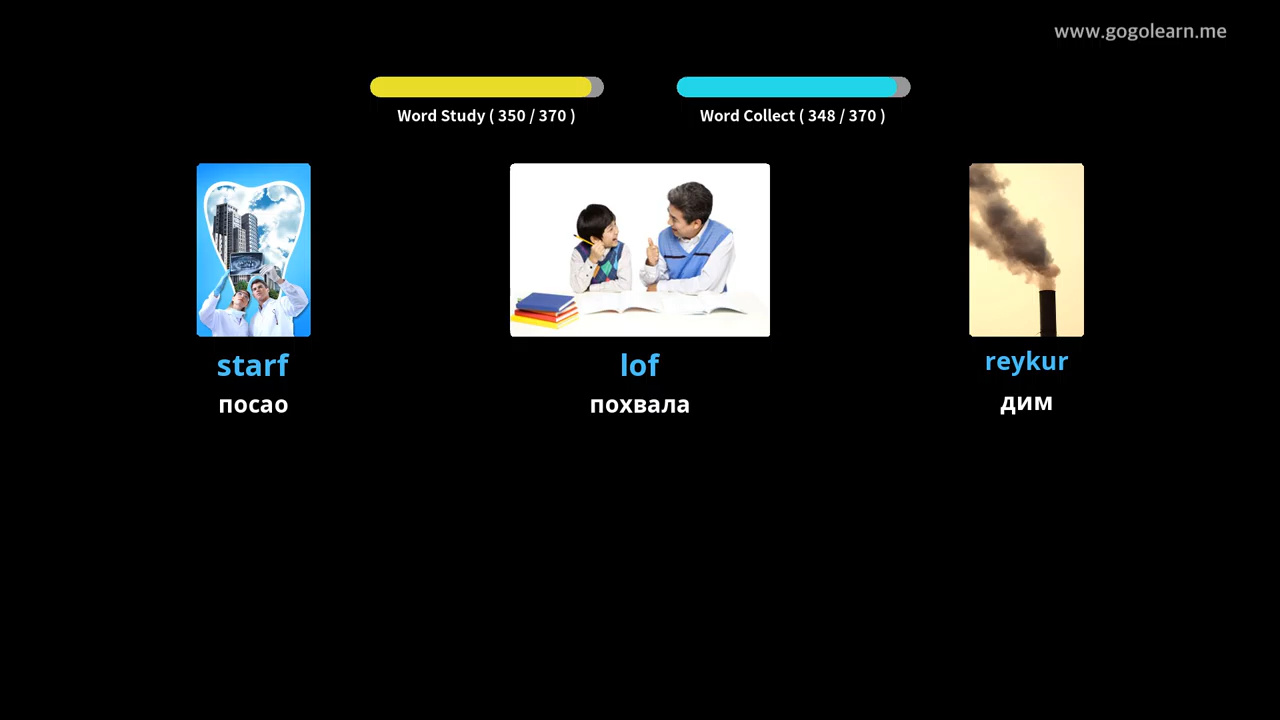 www.gogolearn.me
Word Study ( 350 / 370 )
Word Collect ( 348 / 370 )
starf
lof
reykur
посао
похвала
дим